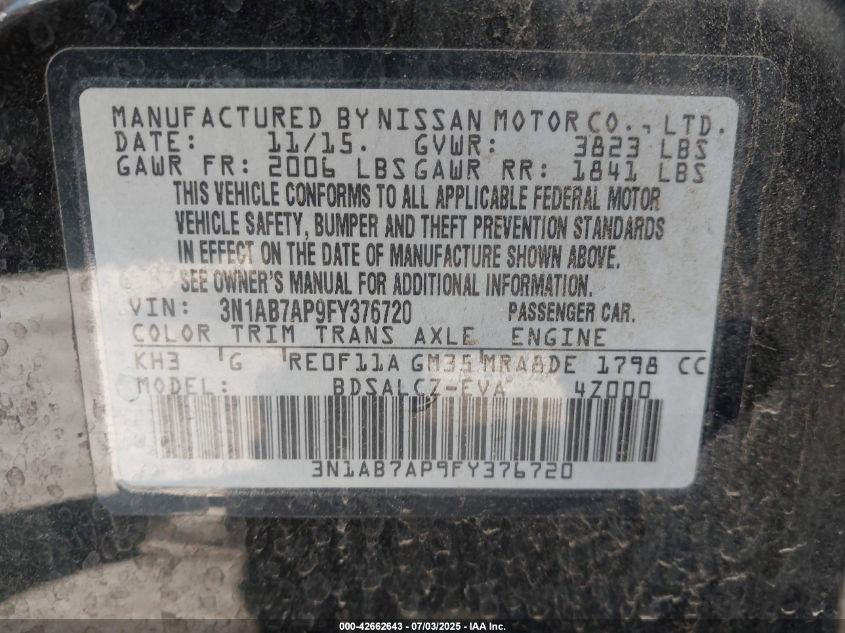 MANUFACTURED BY NISSAN MOTOR CO., LTD.
DATE: 11/15. GVWR: 3823 LBS
GAWR FR: 2006 LBS GAWR RR: 1841 LBS
THIS VEHICLE CONFORMS TO ALL APPLICABLE FEDERAL MOTOR
VEHICLE SAFETY, BUMPER AND THEFT PREVENTION STANDARDS
IN EFFECT ON THE DATE OF MANUFACTURE SHOWN ABOVE.
SEE OWNER'S MANUAL FOR ADDITIONAL INFORMATION.
VIN: 3N1AB7AP9FY376720 PASSENGER CAR.
COLOR TRIM TRANS AXLE ENGINE
KH3 G RE0F11A GM35 MRA8DE 1798 CC
MODEL: BDSALCZ-EVA 4Z000
3N1AB7AP9FY376720
000-42662643 - 07/03/2025 - IAA Inc.